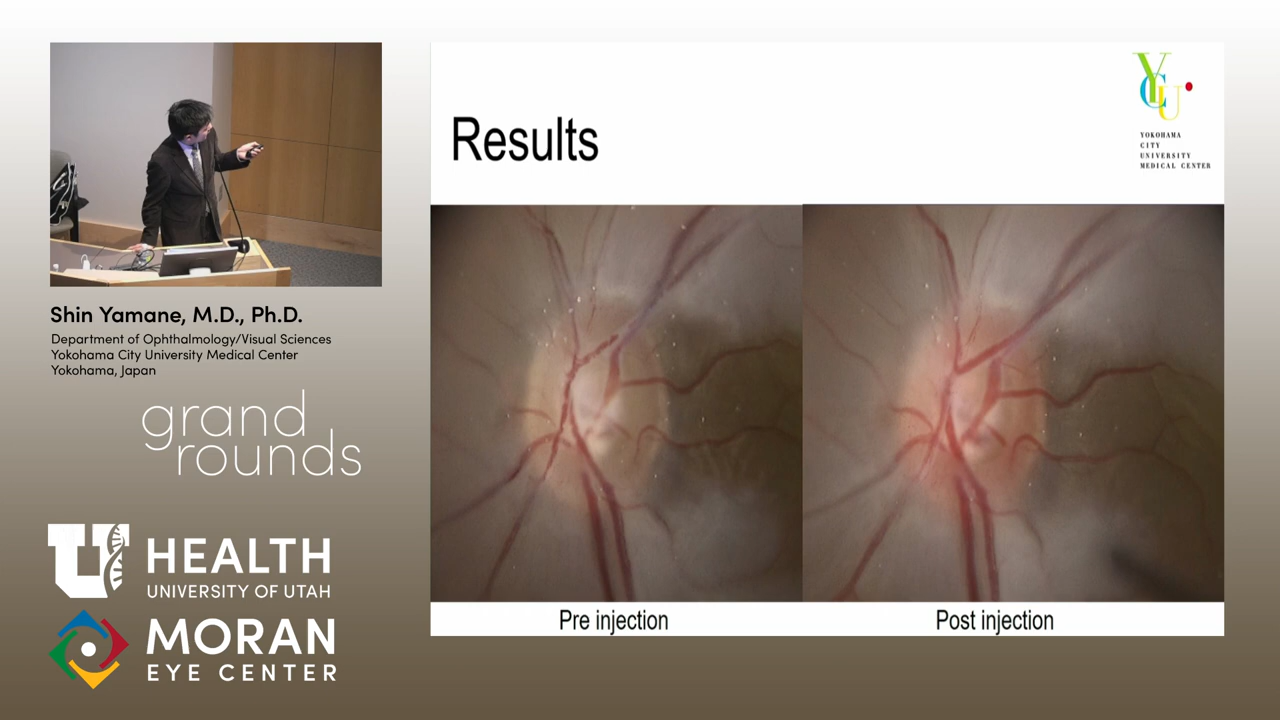 Shin Yamane, M.D., Ph.D.
Department of Ophthalmology/Visual Sciences
Yokohama City University Medical Center
Yokohama, Japan
grand
rounds
U HEALTH
UNIVERSITY OF UTAH
MORAN
EYE CENTER
Results
YCU
YOKOHAMA
CITY
UNIVERSITY
MEDICAL CENTER
Pre injection
Post injection